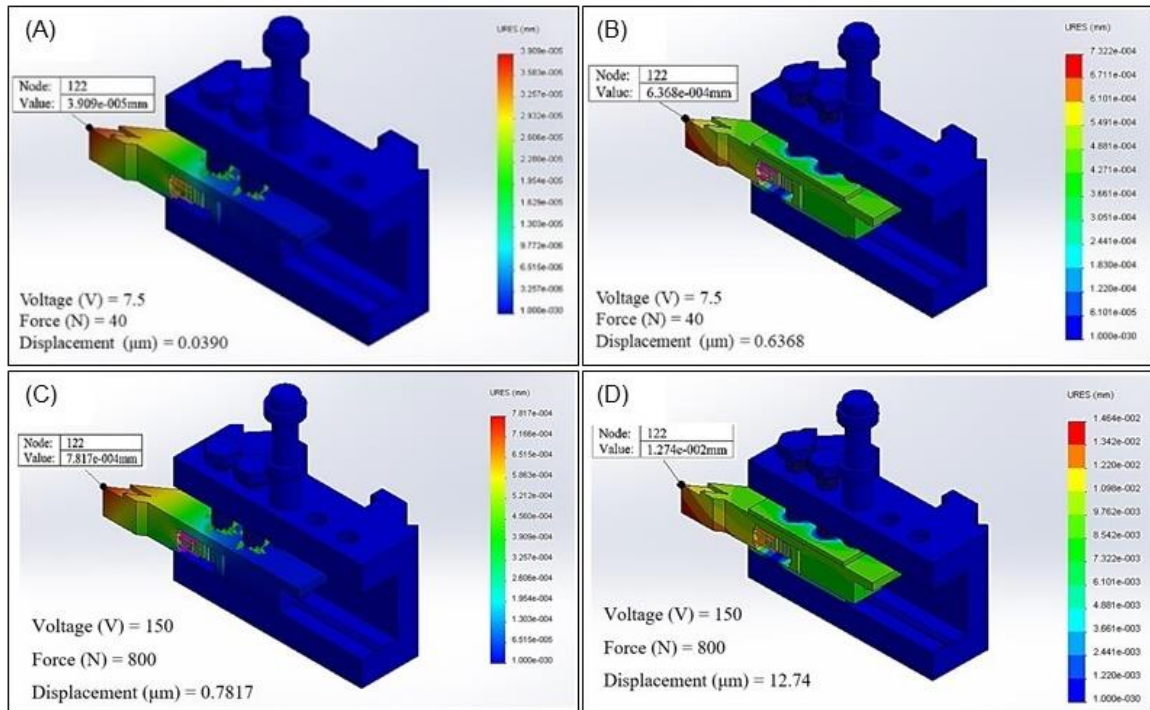 (A)
URES (mm)
3.909e-005
3.583e-005
3.257e-005
2.932e-005
2.606e-005
2.280e-005
1.954e-005
1.629e-005
1.303e-005
9.772e-006
6.515e-006
3.257e-006
1.000e-030
Node: 122
Value: 3.909e-005mm
Voltage (V) = 7.5
Force (N) = 40
Displacement (μm) = 0.0390
(B)
URES (mm)
7.322e-004
6.711e-004
6.101e-004
5.491e-004
4.881e-004
4.271e-004
3.661e-004
3.051e-004
2.441e-004
1.830e-004
1.220e-004
6.101e-005
1.000e-030
Node: 122
Value: 6.368e-004mm
Voltage (V) = 7.5
Force (N) = 40
Displacement (μm) = 0.6368
(C)
URES (mm)
7.817e-004
7.166e-004
6.514e-004
5.863e-004
5.212e-004
4.560e-004
3.909e-004
3.257e-004
2.606e-004
1.954e-004
1.303e-004
6.515e-005
1.000e-030
Node: 122
Value: 7.817e-004mm
Voltage (V) = 150
Force (N) = 800
Displacement (μm) = 0.7817
(D)
URES (mm)
1.464e-002
1.342e-002
1.220e-002
1.098e-002
9.762e-003
8.542e-003
7.322e-003
6.101e-003
4.881e-003
3.661e-003
2.441e-003
1.220e-003
1.000e-030
Node: 122
Value: 1.274e-002mm
Voltage (V) = 150
Force (N) = 800
Displacement (μm) = 12.74